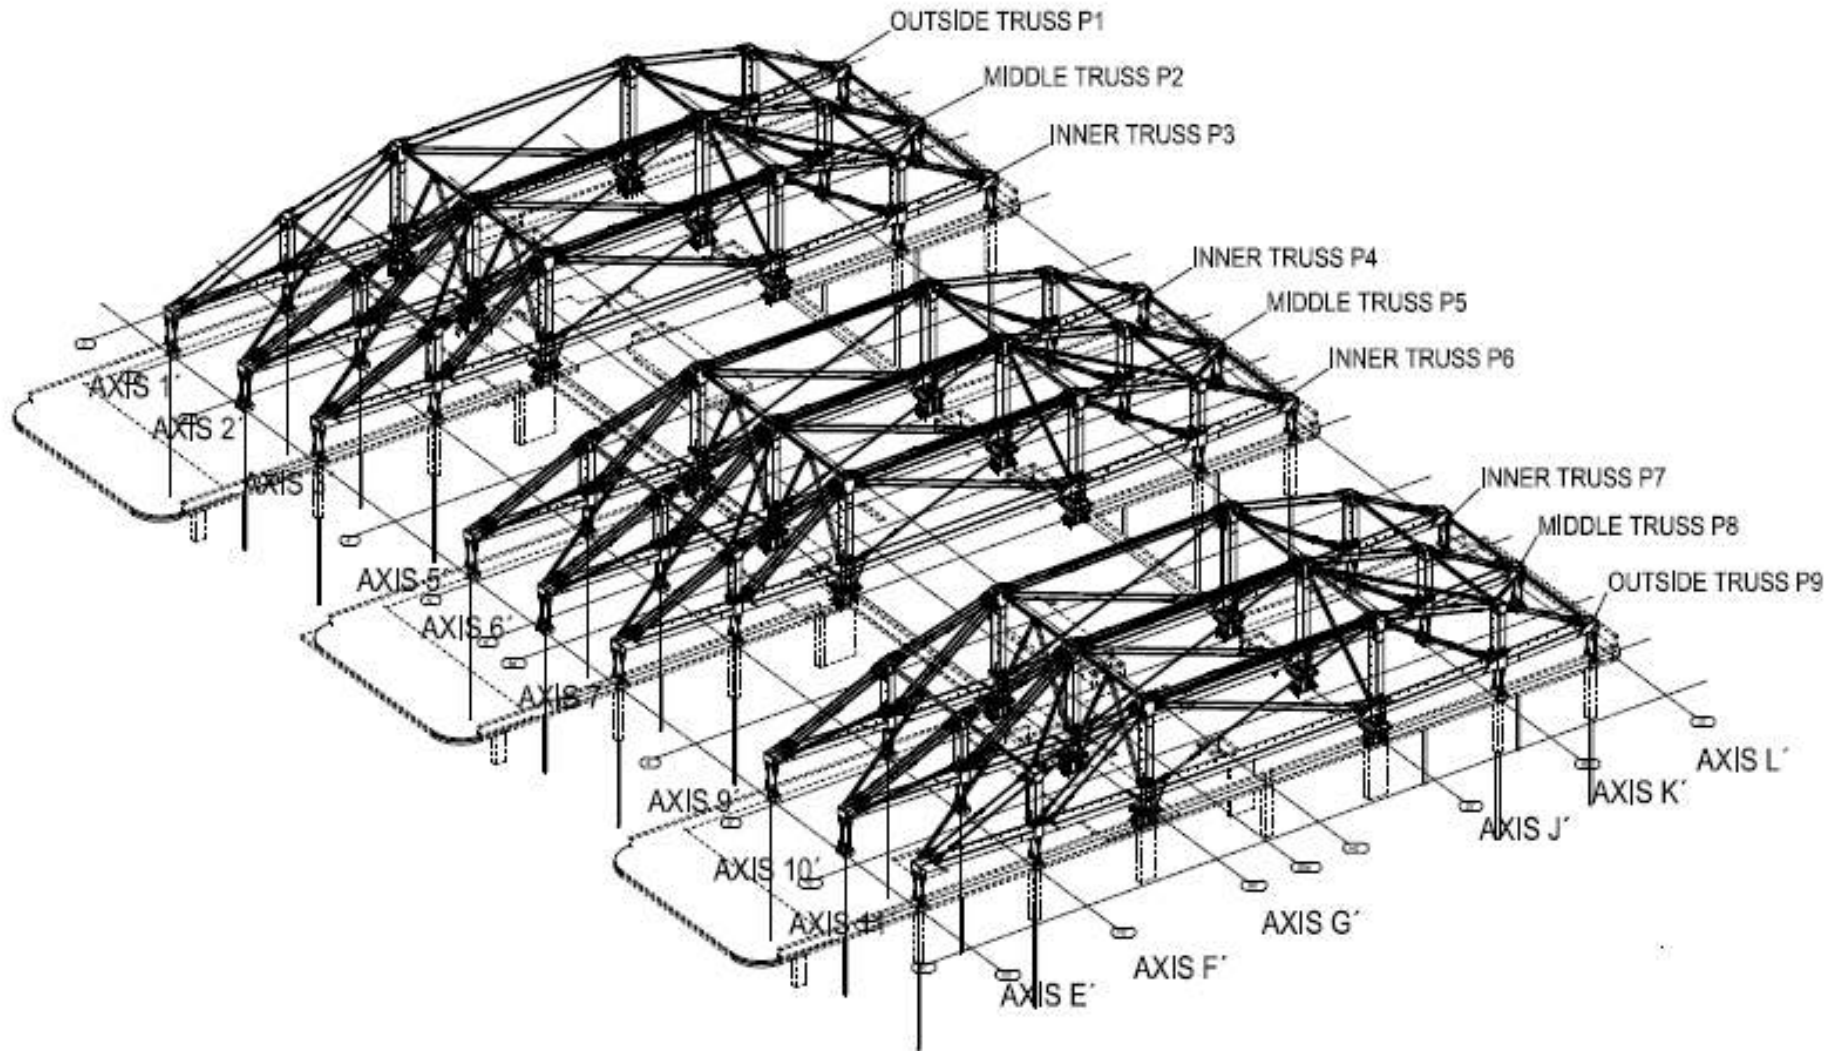 OUTSIDE TRUSS P1
MIDDLE TRUSS P2
INNER TRUSS P3
INNER TRUSS P4
MIDDLE TRUSS P5
INNER TRUSS P6
INNER TRUSS P7
MIDDLE TRUSS P8
OUTSIDE TRUSS P9
AXIS 1´
AXIS 2´
AXIS
AXIS 5´
AXIS 6´
AXIS 7
AXIS 9
AXIS 10´
AXIS 11
AXIS E´
AXIS F´
AXIS G´
AXIS J´
AXIS K´
AXIS L´